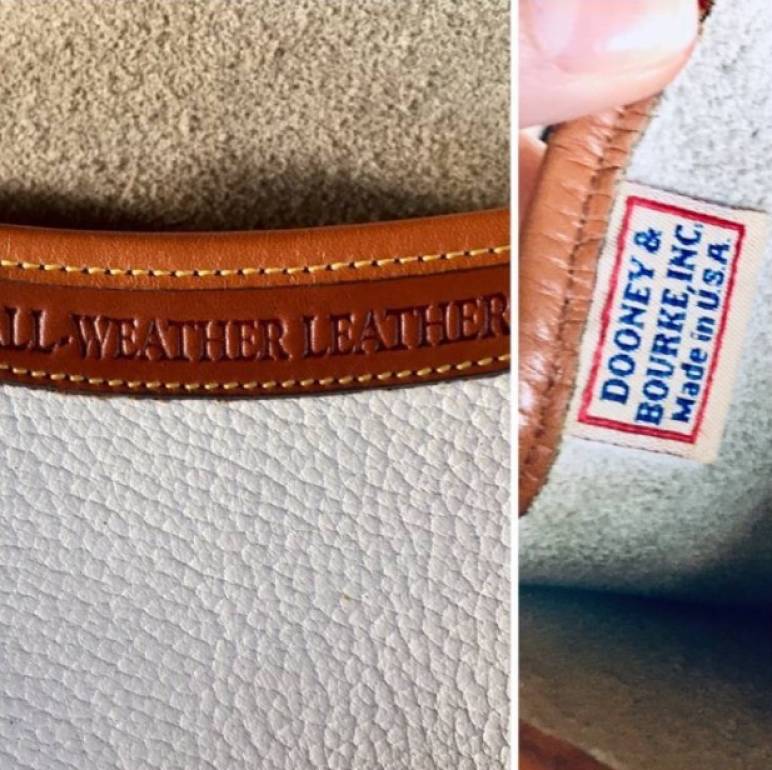 ALL-WEATHER LEATHER
DOONEY &
BOURKE, INC.
Made in U.S.A.